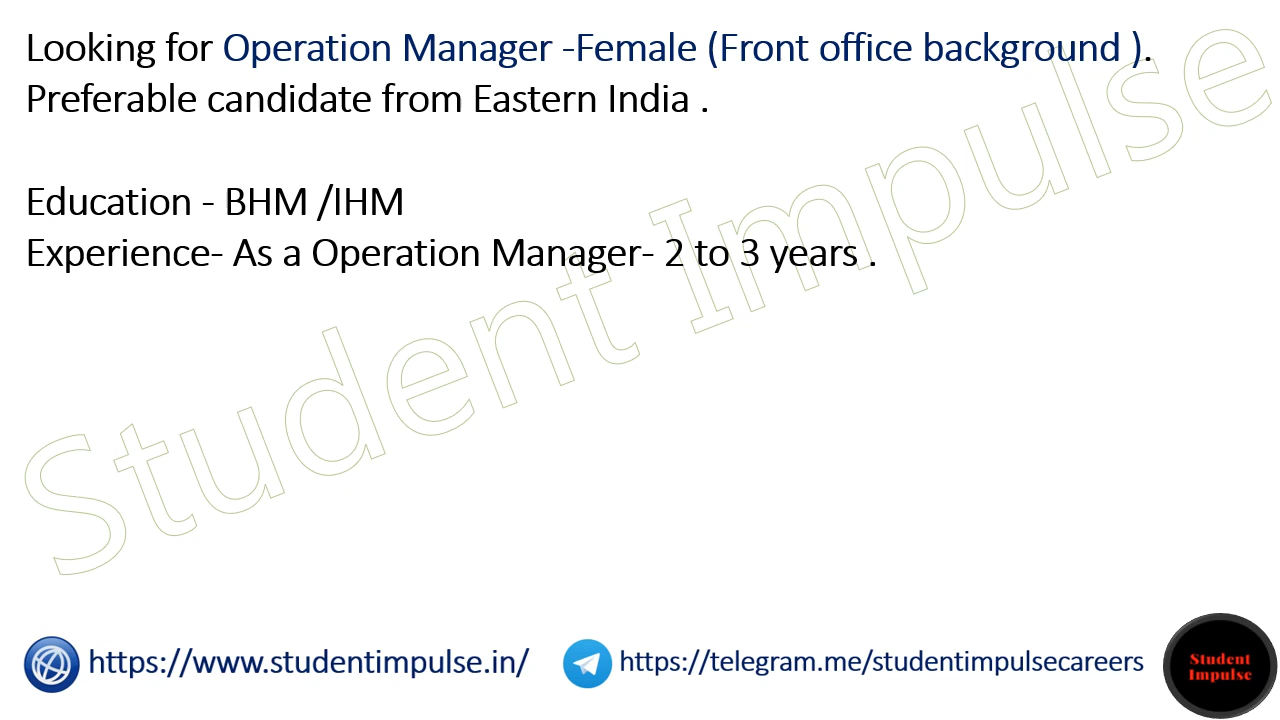 Looking for Operation Manager -Female (Front office background ).
Preferable candidate from Eastern India .
Education - BHM /IHM
Experience- As a Operation Manager- 2 to 3 years .
Student Impulse
https://www.studentimpulse.in/
https://telegram.me/studentimpulsecareers
Student
Impulse